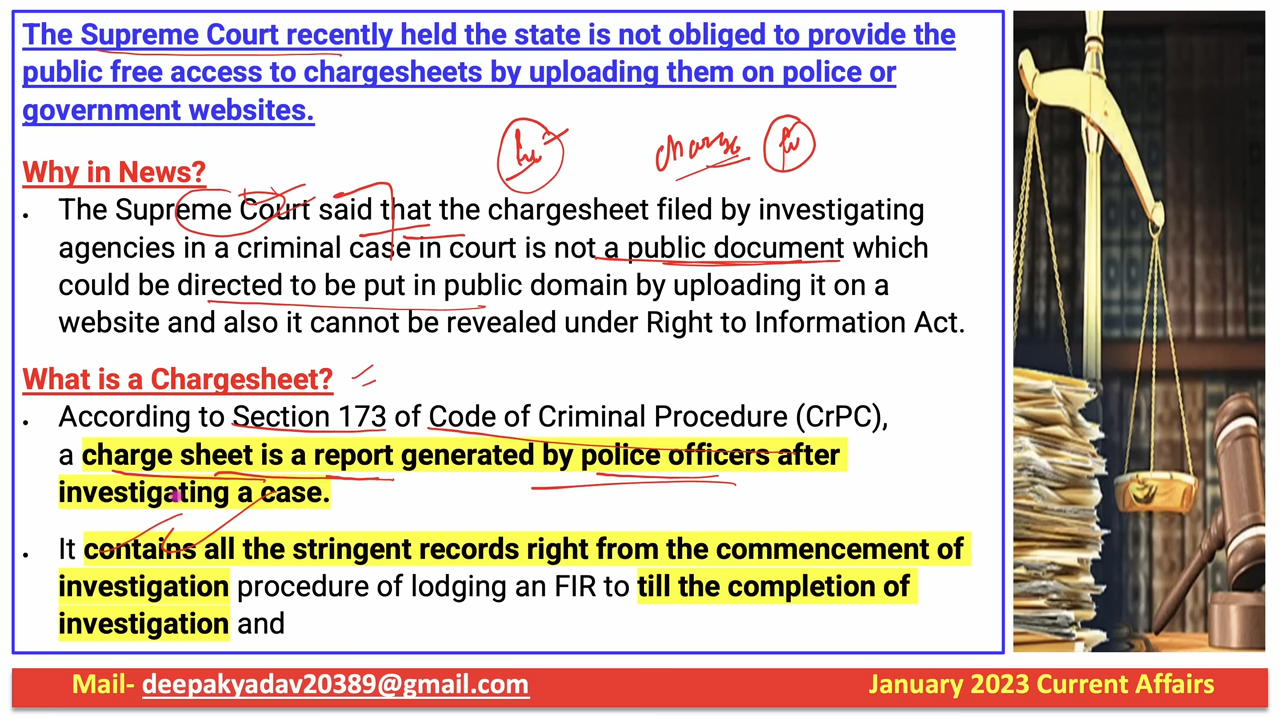 The Supreme Court recently held the state is not obliged to provide the
public free access to chargesheets by uploading them on police or
government websites.
charge
Why in News?
• The Supreme Court said that the chargesheet filed by investigating
agencies in a criminal case in court is not a public document which
could be directed to be put in public domain by uploading it on a
website and also it cannot be revealed under Right to Information Act.
What is a Chargesheet?
• According to Section 173 of Code of Criminal Procedure (CrPC),
a charge sheet is a report generated by police officers after
investigating a case.
• It contains all the stringent records right from the commencement of
investigation procedure of lodging an FIR to till the completion of
investigation and
Mail- deepakyadav20389@gmail.com
January 2023 Current Affairs